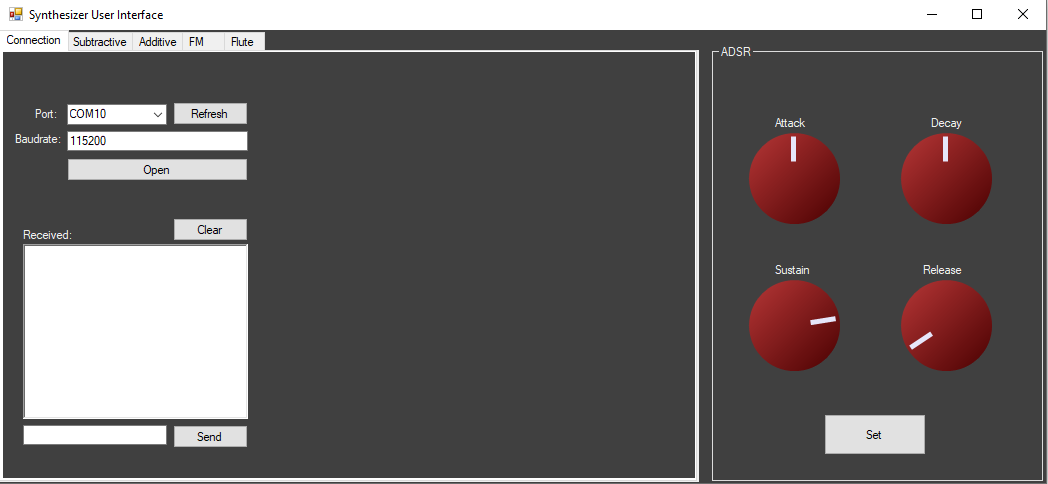 Synthesizer User Interface
Connection Subtractive Additive FM Flute
Port: COM10 Refresh
Baudrate: 115200
Open
Received: Clear
Send
ADSR
Attack Decay
Sustain Release
Set